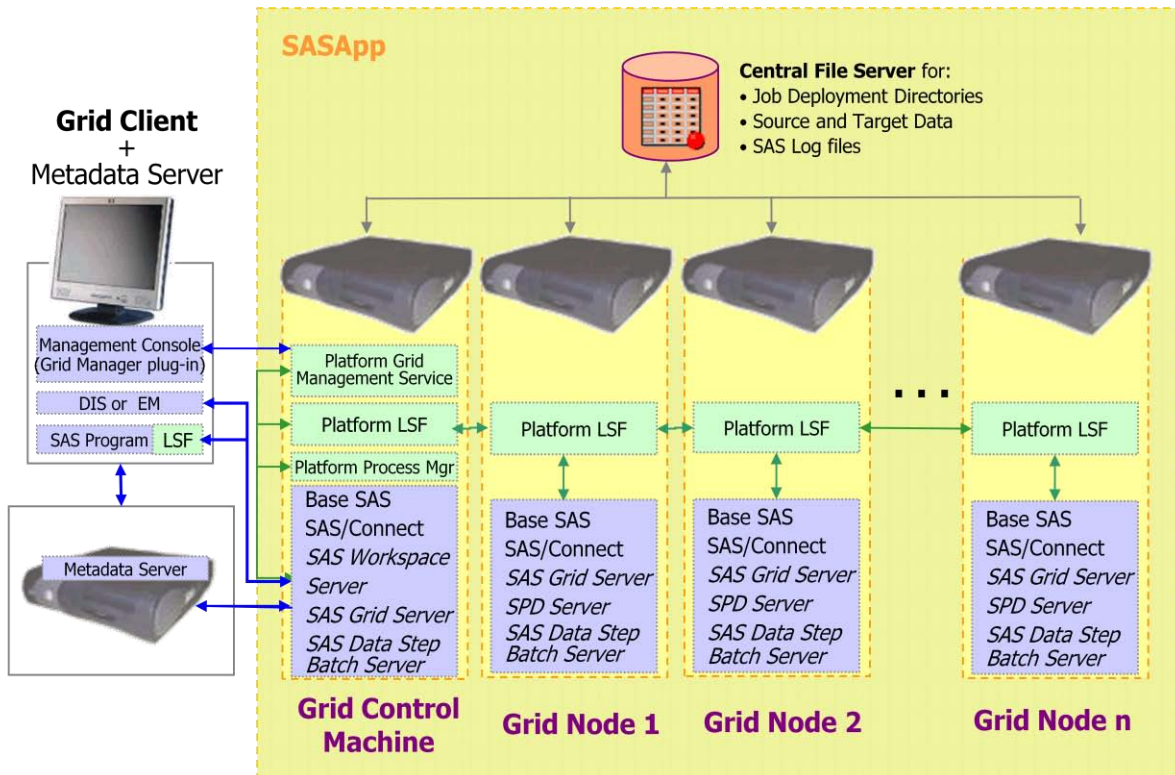 SASApp
Central File Server for:
• Job Deployment Directories
• Source and Target Data
• SAS Log files
Grid Client
+
Metadata Server
Management Console
(Grid Manager plug-in)
DIS or EM
SAS Program
LSF
Metadata Server
Platform Grid
Management Service
Platform LSF
Platform Process Mgr
Base SAS
SAS/Connect
SAS Workspace
Server
SAS Grid Server
SAS Data Step
Batch Server
Grid Control
Machine
Platform LSF
Base SAS
SAS/Connect
SAS Grid Server
SPD Server
SAS Data Step
Batch Server
Grid Node 1
Platform LSF
Base SAS
SAS/Connect
SAS Grid Server
SPD Server
SAS Data Step
Batch Server
Grid Node 2
. . .
Platform LSF
Base SAS
SAS/Connect
SAS Grid Server
SPD Server
SAS Data Step
Batch Server
Grid Node n